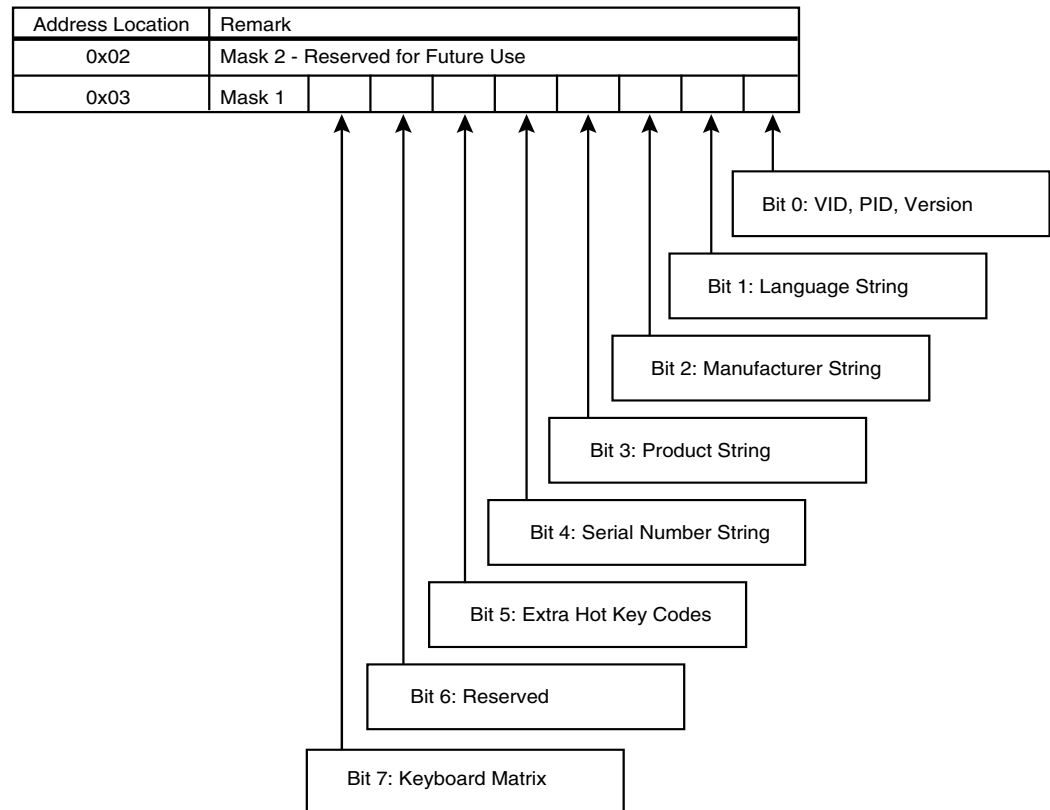 Address Location Remark
0x02 Mask 2 - Reserved for Future Use
0x03 Mask 1
Bit 0: VID, PID, Version
Bit 1: Language String
Bit 2: Manufacturer String
Bit 3: Product String
Bit 4: Serial Number String
Bit 5: Extra Hot Key Codes
Bit 6: Reserved
Bit 7: Keyboard Matrix